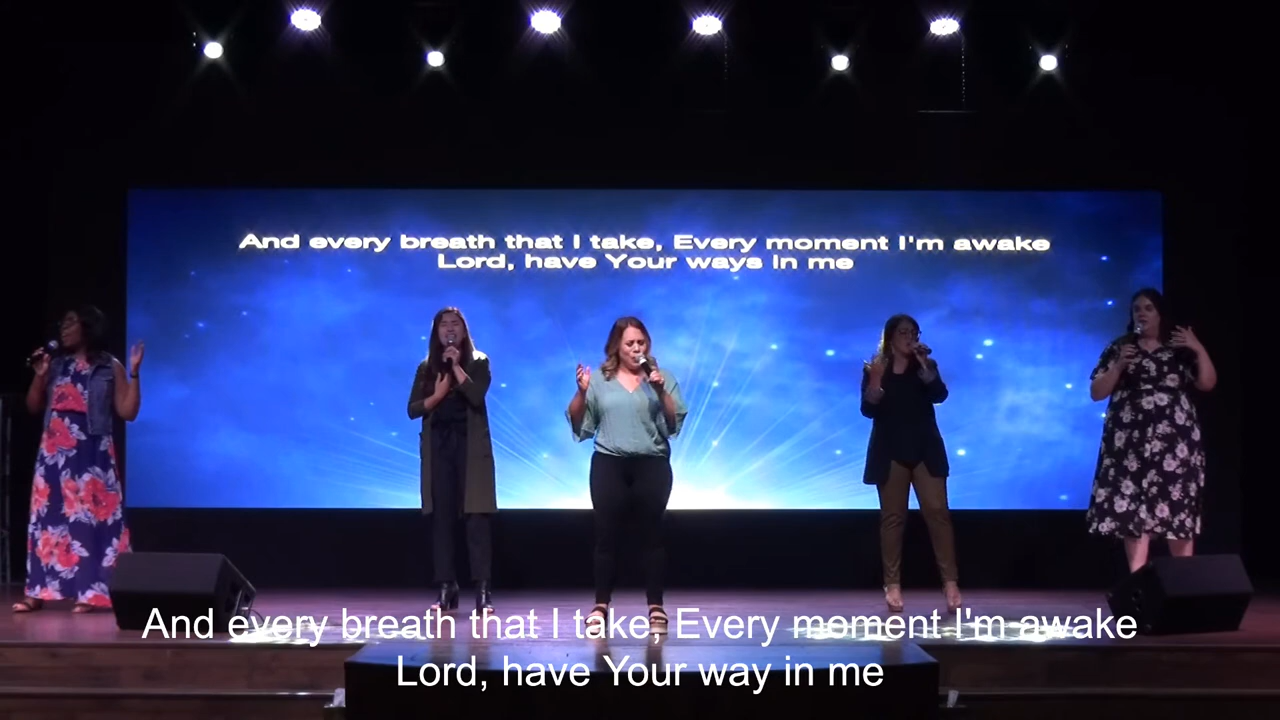 And every breath that I take, Every moment I'm awake
Lord, have Your ways in me
And every breath that I take, Every moment I'm awake
Lord, have Your way in me